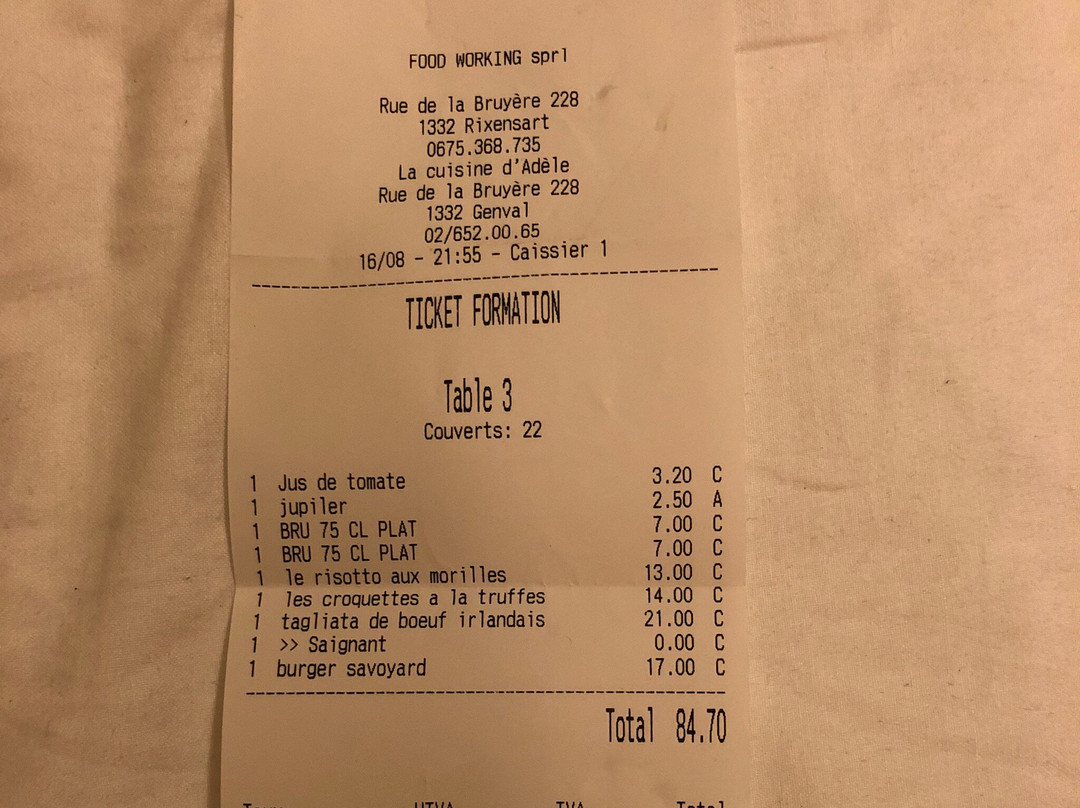 FOOD WORKING sprl
Rue de la Bruyère 228
1332 Rixensart
0675.368.735
La cuisine d'Adèle
Rue de la Bruyère 228
1332 Genval
02/652.00.65
16/08 - 21:55 - Caissier 1
TICKET FORMATION
Table 3
Couverts: 22
1 Jus de tomate 3.20 C
1 jupiler 2.50 A
1 BRU 75 CL PLAT 7.00 C
1 BRU 75 CL PLAT 7.00 C
1 le risotto aux morilles 13.00 C
1 les croquettes a la truffes 14.00 C
1 tagliata de boeuf irlandais 21.00 C
1 >> Saignant 0.00 C
1 burger savoyard 17.00 C
Total 84.70
HTVA TVA Total